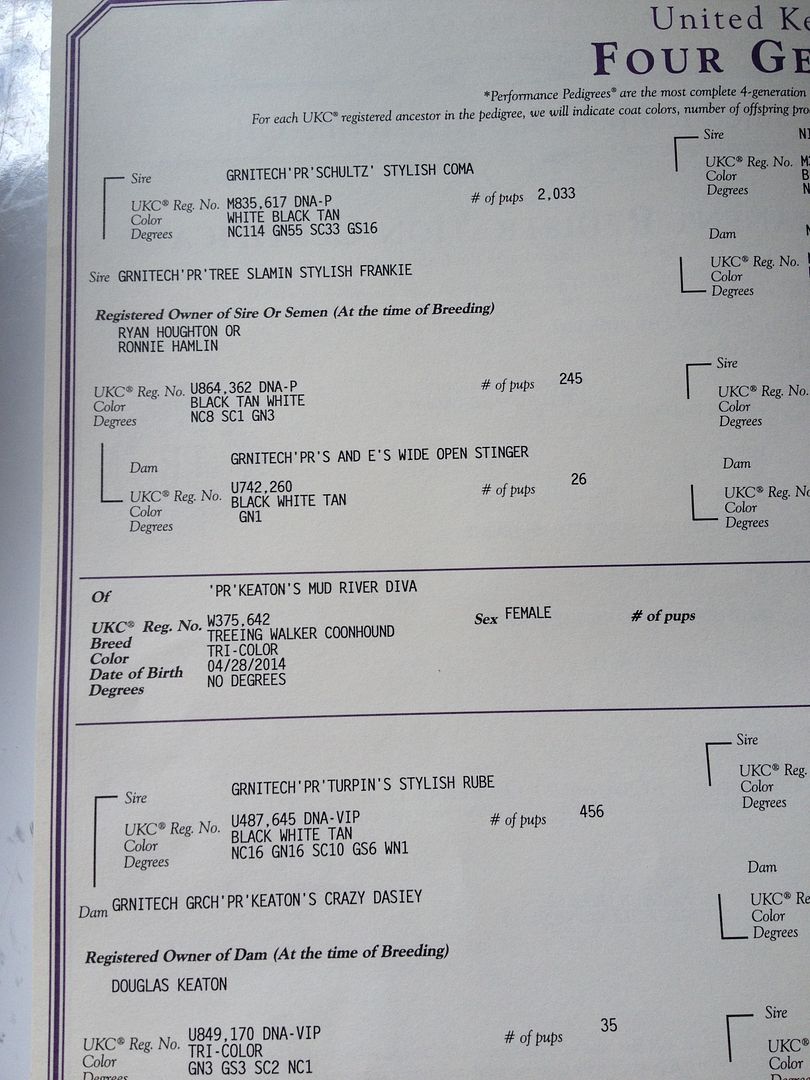 United Ke
FOUR GE
*Performance Pedigrees® are the most complete 4-generation
For each UKC® registered ancestor in the pedigree, we will indicate coat colors, number of offspring pro
Sire GRNITECH'PR'SCHULTZ' STYLISH COMA
UKC® Reg. No. M835,617 DNA-P # of pups 2,033
Color WHITE BLACK TAN
Degrees NC114 GN55 SC33 GS16
Sire
UKC® Reg. No.
Color
Degrees
Dam
UKC® Reg. No.
Color
Degrees
Sire GRNITECH'PR'TREE SLAMIN STYLISH FRANKIE
Registered Owner of Sire Or Semen (At the time of Breeding)
RYAN HOUGHTON OR
RONNIE HAMLIN
UKC® Reg. No. U864,362 DNA-P # of pups 245
Color BLACK TAN WHITE
Degrees NC8 SC1 GN3
Sire
UKC® Reg. No.
Color
Degrees
Dam GRNITECH'PR'S AND E'S WIDE OPEN STINGER
UKC® Reg. No. U742,260 # of pups 26
Color BLACK WHITE TAN
Degrees GN1
Dam
UKC® Reg. No
Color
Degrees
Of 'PR'KEATON'S MUD RIVER DIVA
UKC® Reg. No. W375,642 Sex FEMALE # of pups
Breed TREEING WALKER COONHOUND
Color TRI-COLOR
Date of Birth 04/28/2014
Degrees NO DEGREES
Sire GRNITECH'PR'TURPIN'S STYLISH RUBE
UKC® Reg. No. U487,645 DNA-VIP # of pups 456
Color BLACK WHITE TAN
Degrees NC16 GN16 SC10 GS6 WN1
Sire
UKC® Reg.
Color
Degrees
Dam
UKC® Re
Color
Degrees
Dam GRNITECH GRCH'PR'KEATON'S CRAZY DASIEY
Registered Owner of Dam (At the time of Breeding)
DOUGLAS KEATON
UKC® Reg. No. U849,170 DNA-VIP # of pups 35
Color TRI-COLOR
Degrees GN3 GS3 SC2 NC1
Sire
UKC®
Color